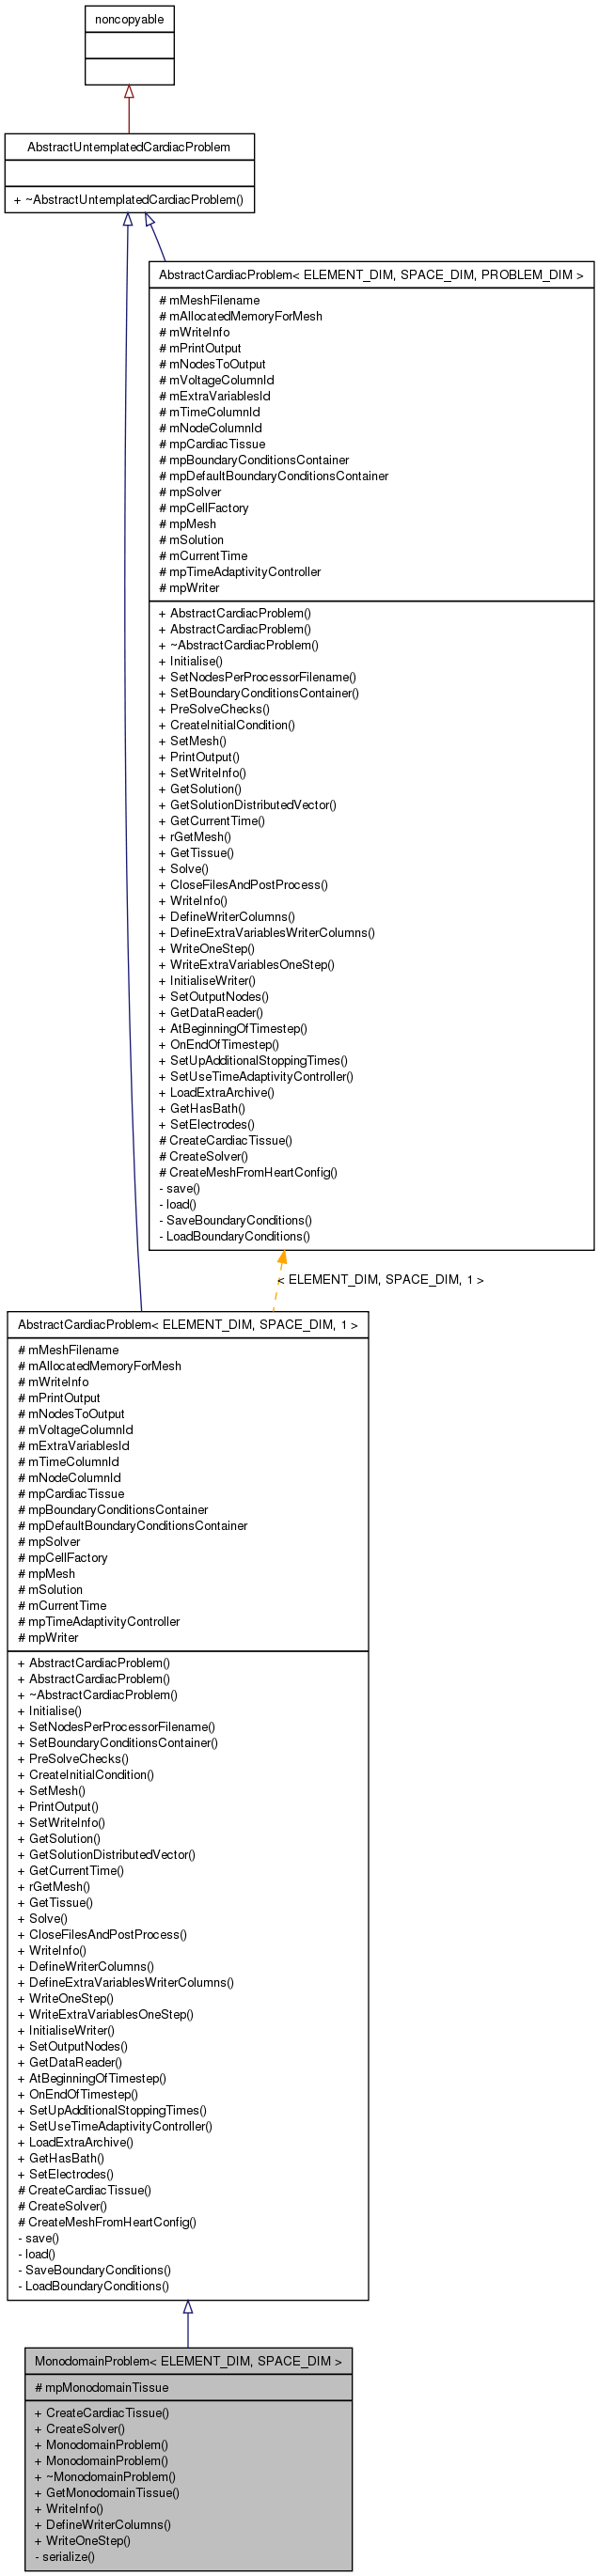 noncopyable
AbstractUntemplatedCardiacProblem
+ ~AbstractUntemplatedCardiacProblem()
AbstractCardiacProblem< ELEMENT_DIM, SPACE_DIM, PROBLEM_DIM >
# mMeshFilename
# mAllocatedMemoryForMesh
# mWriteInfo
# mPrintOutput
# mNodesToOutput
# mVoltageColumnId
# mExtraVariablesId
# mTimeColumnId
# mNodeColumnId
# mpCardiacTissue
# mpBoundaryConditionsContainer
# mpDefaultBoundaryConditionsContainer
# mpSolver
# mpCellFactory
# mpMesh
# mSolution
# mCurrentTime
# mpTimeAdaptivityController
# mpWriter
+ AbstractCardiacProblem()
+ AbstractCardiacProblem()
+ ~AbstractCardiacProblem()
+ Initialise()
+ SetNodesPerProcessorFilename()
+ SetBoundaryConditionsContainer()
+ PreSolveChecks()
+ CreateInitialCondition()
+ SetMesh()
+ PrintOutput()
+ SetWriteInfo()
+ GetSolution()
+ GetSolutionDistributedVector()
+ GetCurrentTime()
+ rGetMesh()
+ GetTissue()
+ Solve()
+ CloseFilesAndPostProcess()
+ WriteInfo()
+ DefineWriterColumns()
+ DefineExtraVariablesWriterColumns()
+ WriteOneStep()
+ WriteExtraVariablesOneStep()
+ InitialiseWriter()
+ SetOutputNodes()
+ GetDataReader()
+ AtBeginningOfTimestep()
+ OnEndOfTimestep()
+ SetUpAdditionalStoppingTimes()
+ SetUseTimeAdaptivityController()
+ LoadExtraArchive()
+ GetHasBath()
+ SetElectrodes()
# CreateCardiacTissue()
# CreateSolver()
# CreateMeshFromHeartConfig()
- save()
- load()
- SaveBoundaryConditions()
- LoadBoundaryConditions()
< ELEMENT_DIM, SPACE_DIM, 1 >
AbstractCardiacProblem< ELEMENT_DIM, SPACE_DIM, 1 >
# mMeshFilename
# mAllocatedMemoryForMesh
# mWriteInfo
# mPrintOutput
# mNodesToOutput
# mVoltageColumnId
# mExtraVariablesId
# mTimeColumnId
# mNodeColumnId
# mpCardiacTissue
# mpBoundaryConditionsContainer
# mpDefaultBoundaryConditionsContainer
# mpSolver
# mpCellFactory
# mpMesh
# mSolution
# mCurrentTime
# mpTimeAdaptivityController
# mpWriter
+ AbstractCardiacProblem()
+ AbstractCardiacProblem()
+ ~AbstractCardiacProblem()
+ Initialise()
+ SetNodesPerProcessorFilename()
+ SetBoundaryConditionsContainer()
+ PreSolveChecks()
+ CreateInitialCondition()
+ SetMesh()
+ PrintOutput()
+ SetWriteInfo()
+ GetSolution()
+ GetSolutionDistributedVector()
+ GetCurrentTime()
+ rGetMesh()
+ GetTissue()
+ Solve()
+ CloseFilesAndPostProcess()
+ WriteInfo()
+ DefineWriterColumns()
+ DefineExtraVariablesWriterColumns()
+ WriteOneStep()
+ WriteExtraVariablesOneStep()
+ InitialiseWriter()
+ SetOutputNodes()
+ GetDataReader()
+ AtBeginningOfTimestep()
+ OnEndOfTimestep()
+ SetUpAdditionalStoppingTimes()
+ SetUseTimeAdaptivityController()
+ LoadExtraArchive()
+ GetHasBath()
+ SetElectrodes()
# CreateCardiacTissue()
# CreateSolver()
# CreateMeshFromHeartConfig()
- save()
- load()
- SaveBoundaryConditions()
- LoadBoundaryConditions()
MonodomainProblem< ELEMENT_DIM, SPACE_DIM >
# mpMonodomainTissue
+ CreateCardiacTissue()
+ CreateSolver()
+ MonodomainProblem()
+ MonodomainProblem()
+ ~MonodomainProblem()
+ GetMonodomainTissue()
+ WriteInfo()
+ DefineWriterColumns()
+ WriteOneStep()
- serialize()